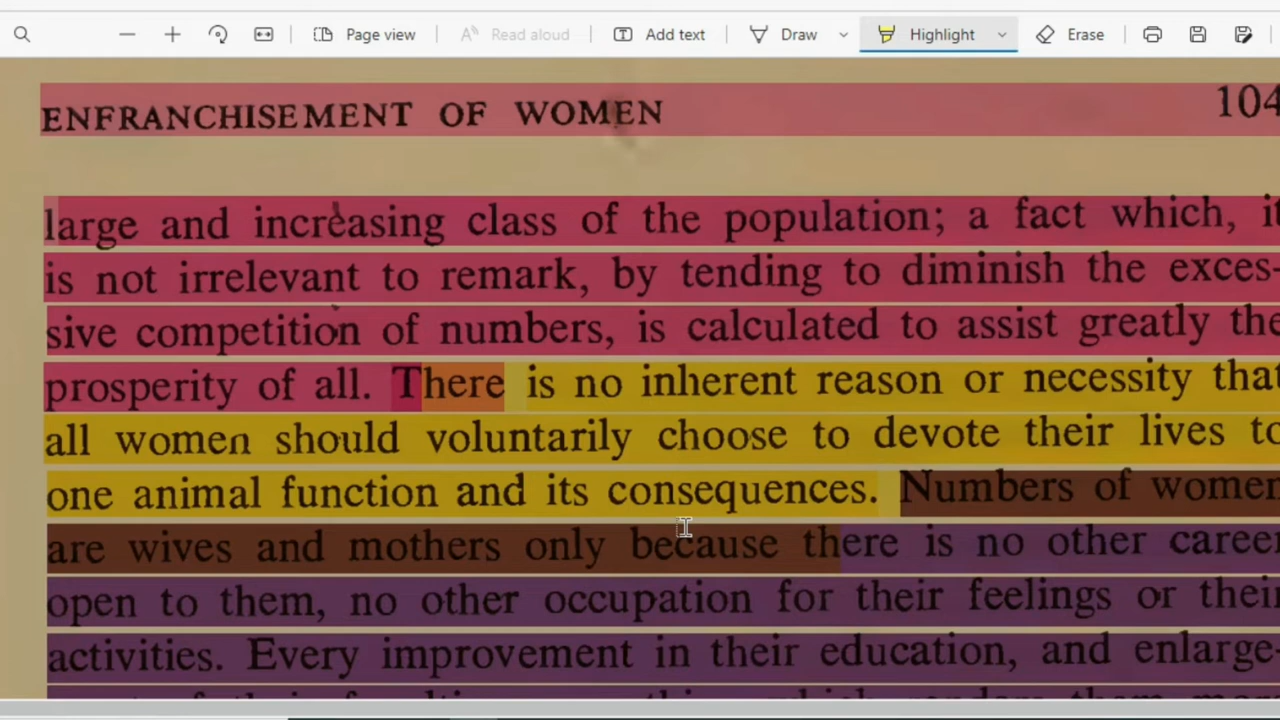 Page view
Read aloud
Add text
Draw
Highlight
Erase
ENFRANCHISEMENT OF WOMEN 104
large and increasing class of the population; a fact which,
is not irrelevant to remark, by tending to diminish the exces-
sive competition of numbers, is calculated to assist greatly the
prosperity of all. There is no inherent reason or necessity that
all women should voluntarily choose to devote their lives to
one animal function and its consequences. Numbers of women
are wives and mothers only because there is no other career
open to them, no other occupation for their feelings or their
activities. Every improvement in their education, and enlarge-